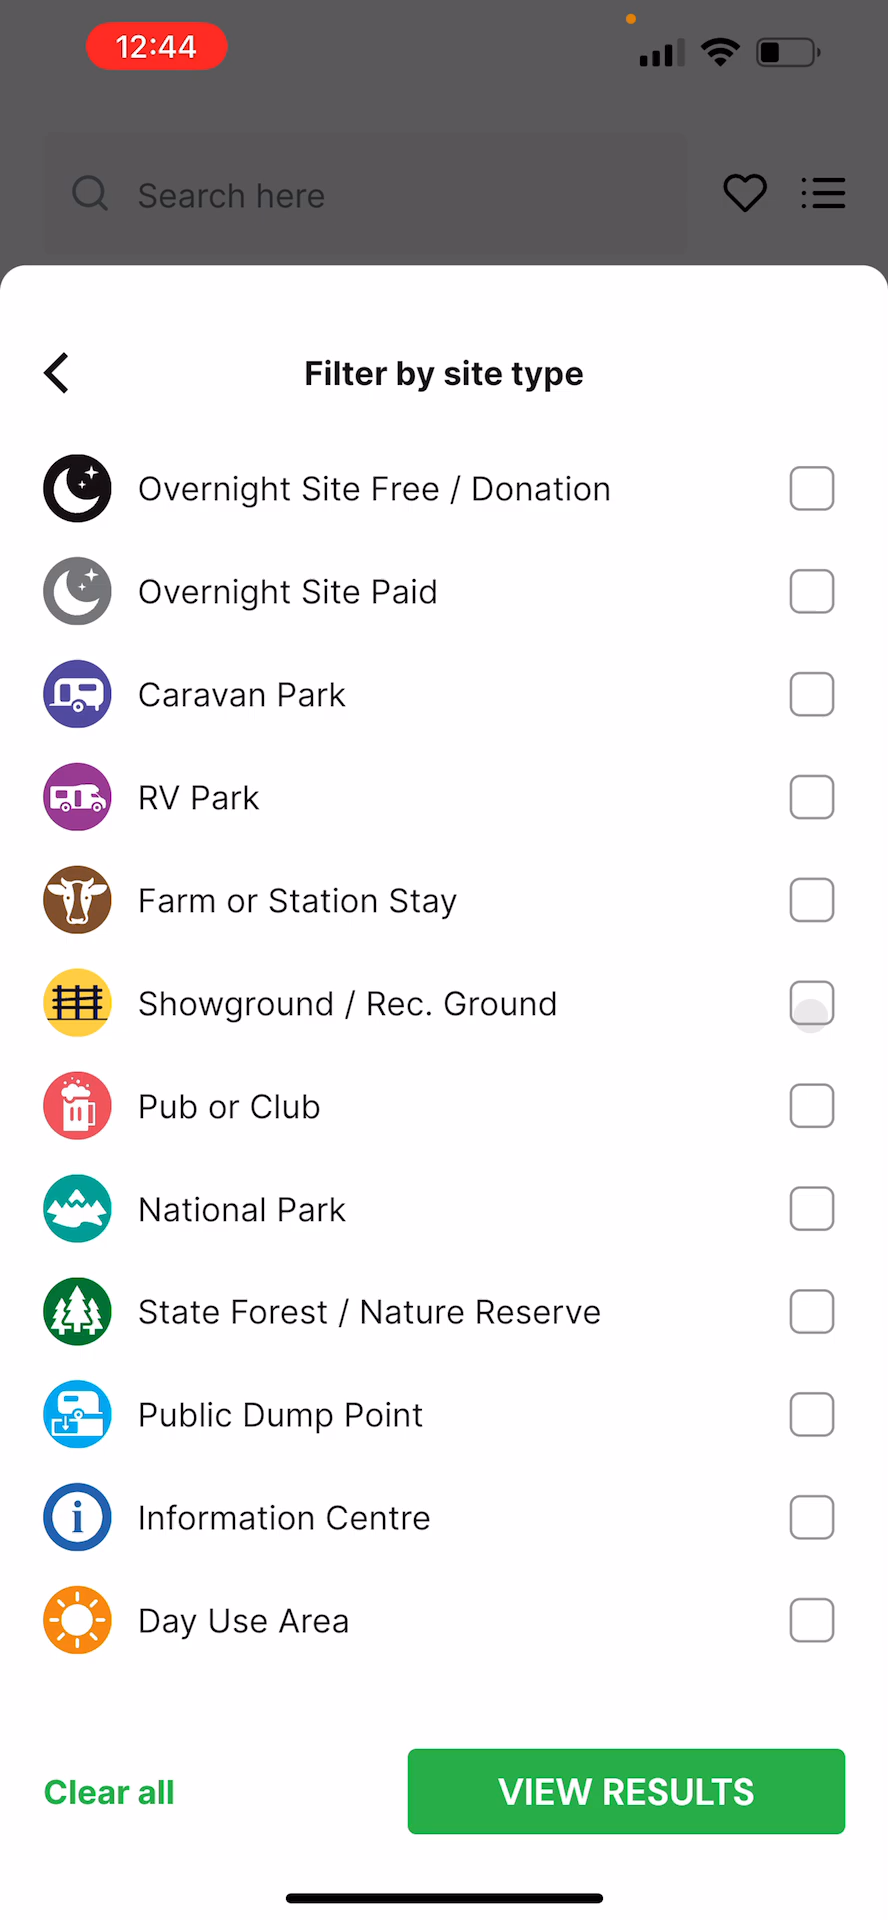 12:44
Search here
Filter by site type
Overnight Site Free / Donation
Overnight Site Paid
Caravan Park
RV Park
Farm or Station Stay
Showground / Rec. Ground
Pub or Club
National Park
State Forest / Nature Reserve
Public Dump Point
i
Information Centre
Day Use Area
Clear all
VIEW RESULTS